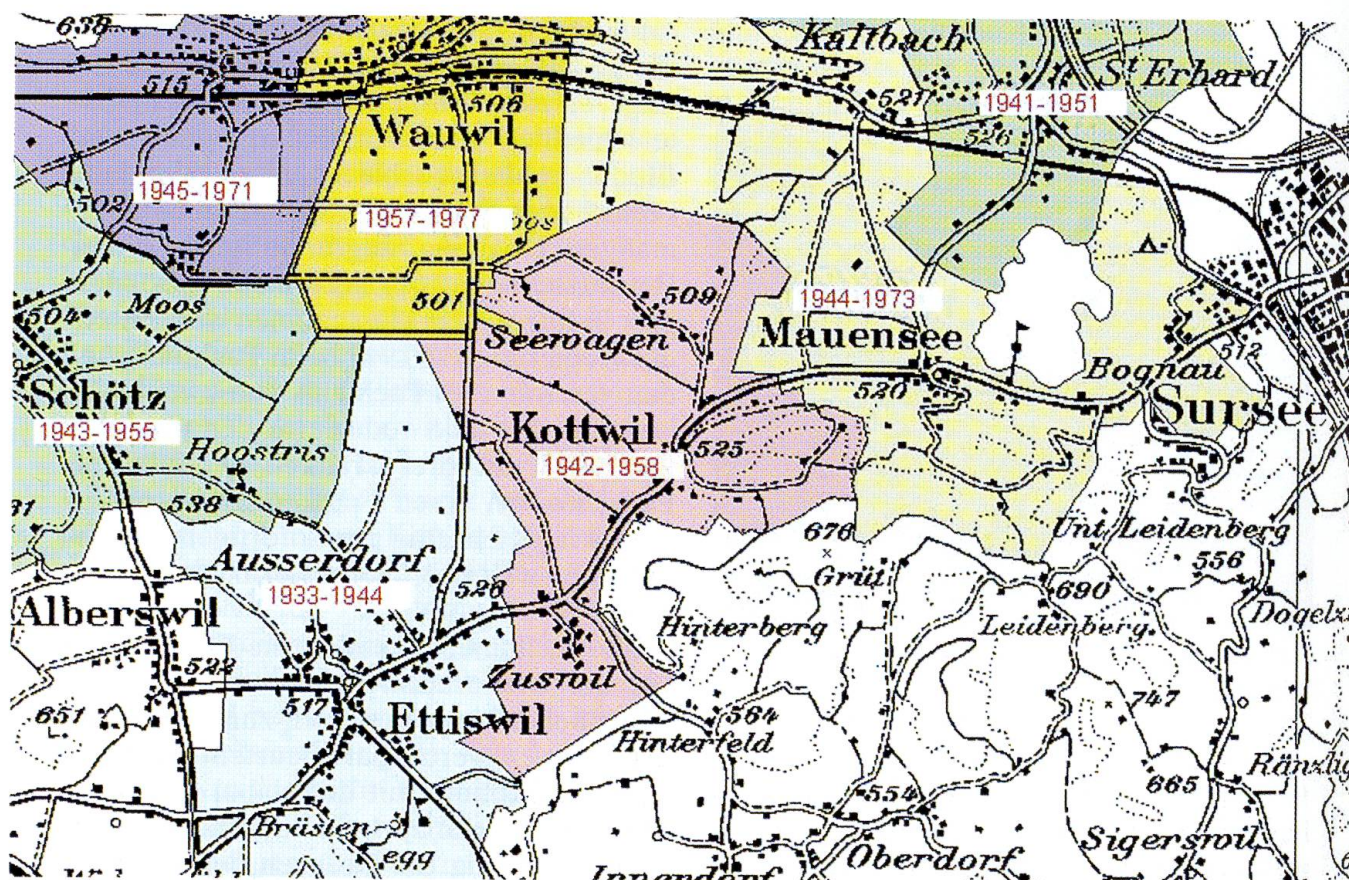 638
Kaltbach
St Erhard
515
506
521
1941-1951
526
Wauwil
1945-1971
502
1957-1977
oos
Moos
501
509
1944-1973
504
Seewagen
Mauensee
512
Bognau
520
Schötz
Sursee
1943-1955
Kottwil
Hoostris
525
1942-1958
538
676
Unt. Leidenberg
Ausserdorf
Grüt
556
1933-1944
526
690
Alberswil
Hinterberg
Leidenberg
522
Zuswil
517
747
651
Ettiswil
564
Hinterfeld
665
554
Bräslen-
egg
Sigerswil
Oberdorf